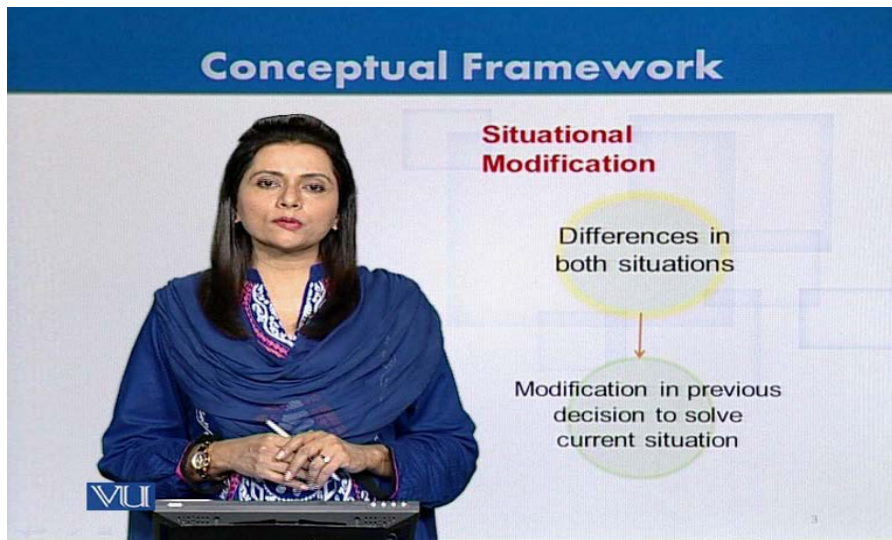 Conceptual Framework
Situational
Modification
Differences in
both situations
Modification in previous
decision to solve
current situation
VU
3